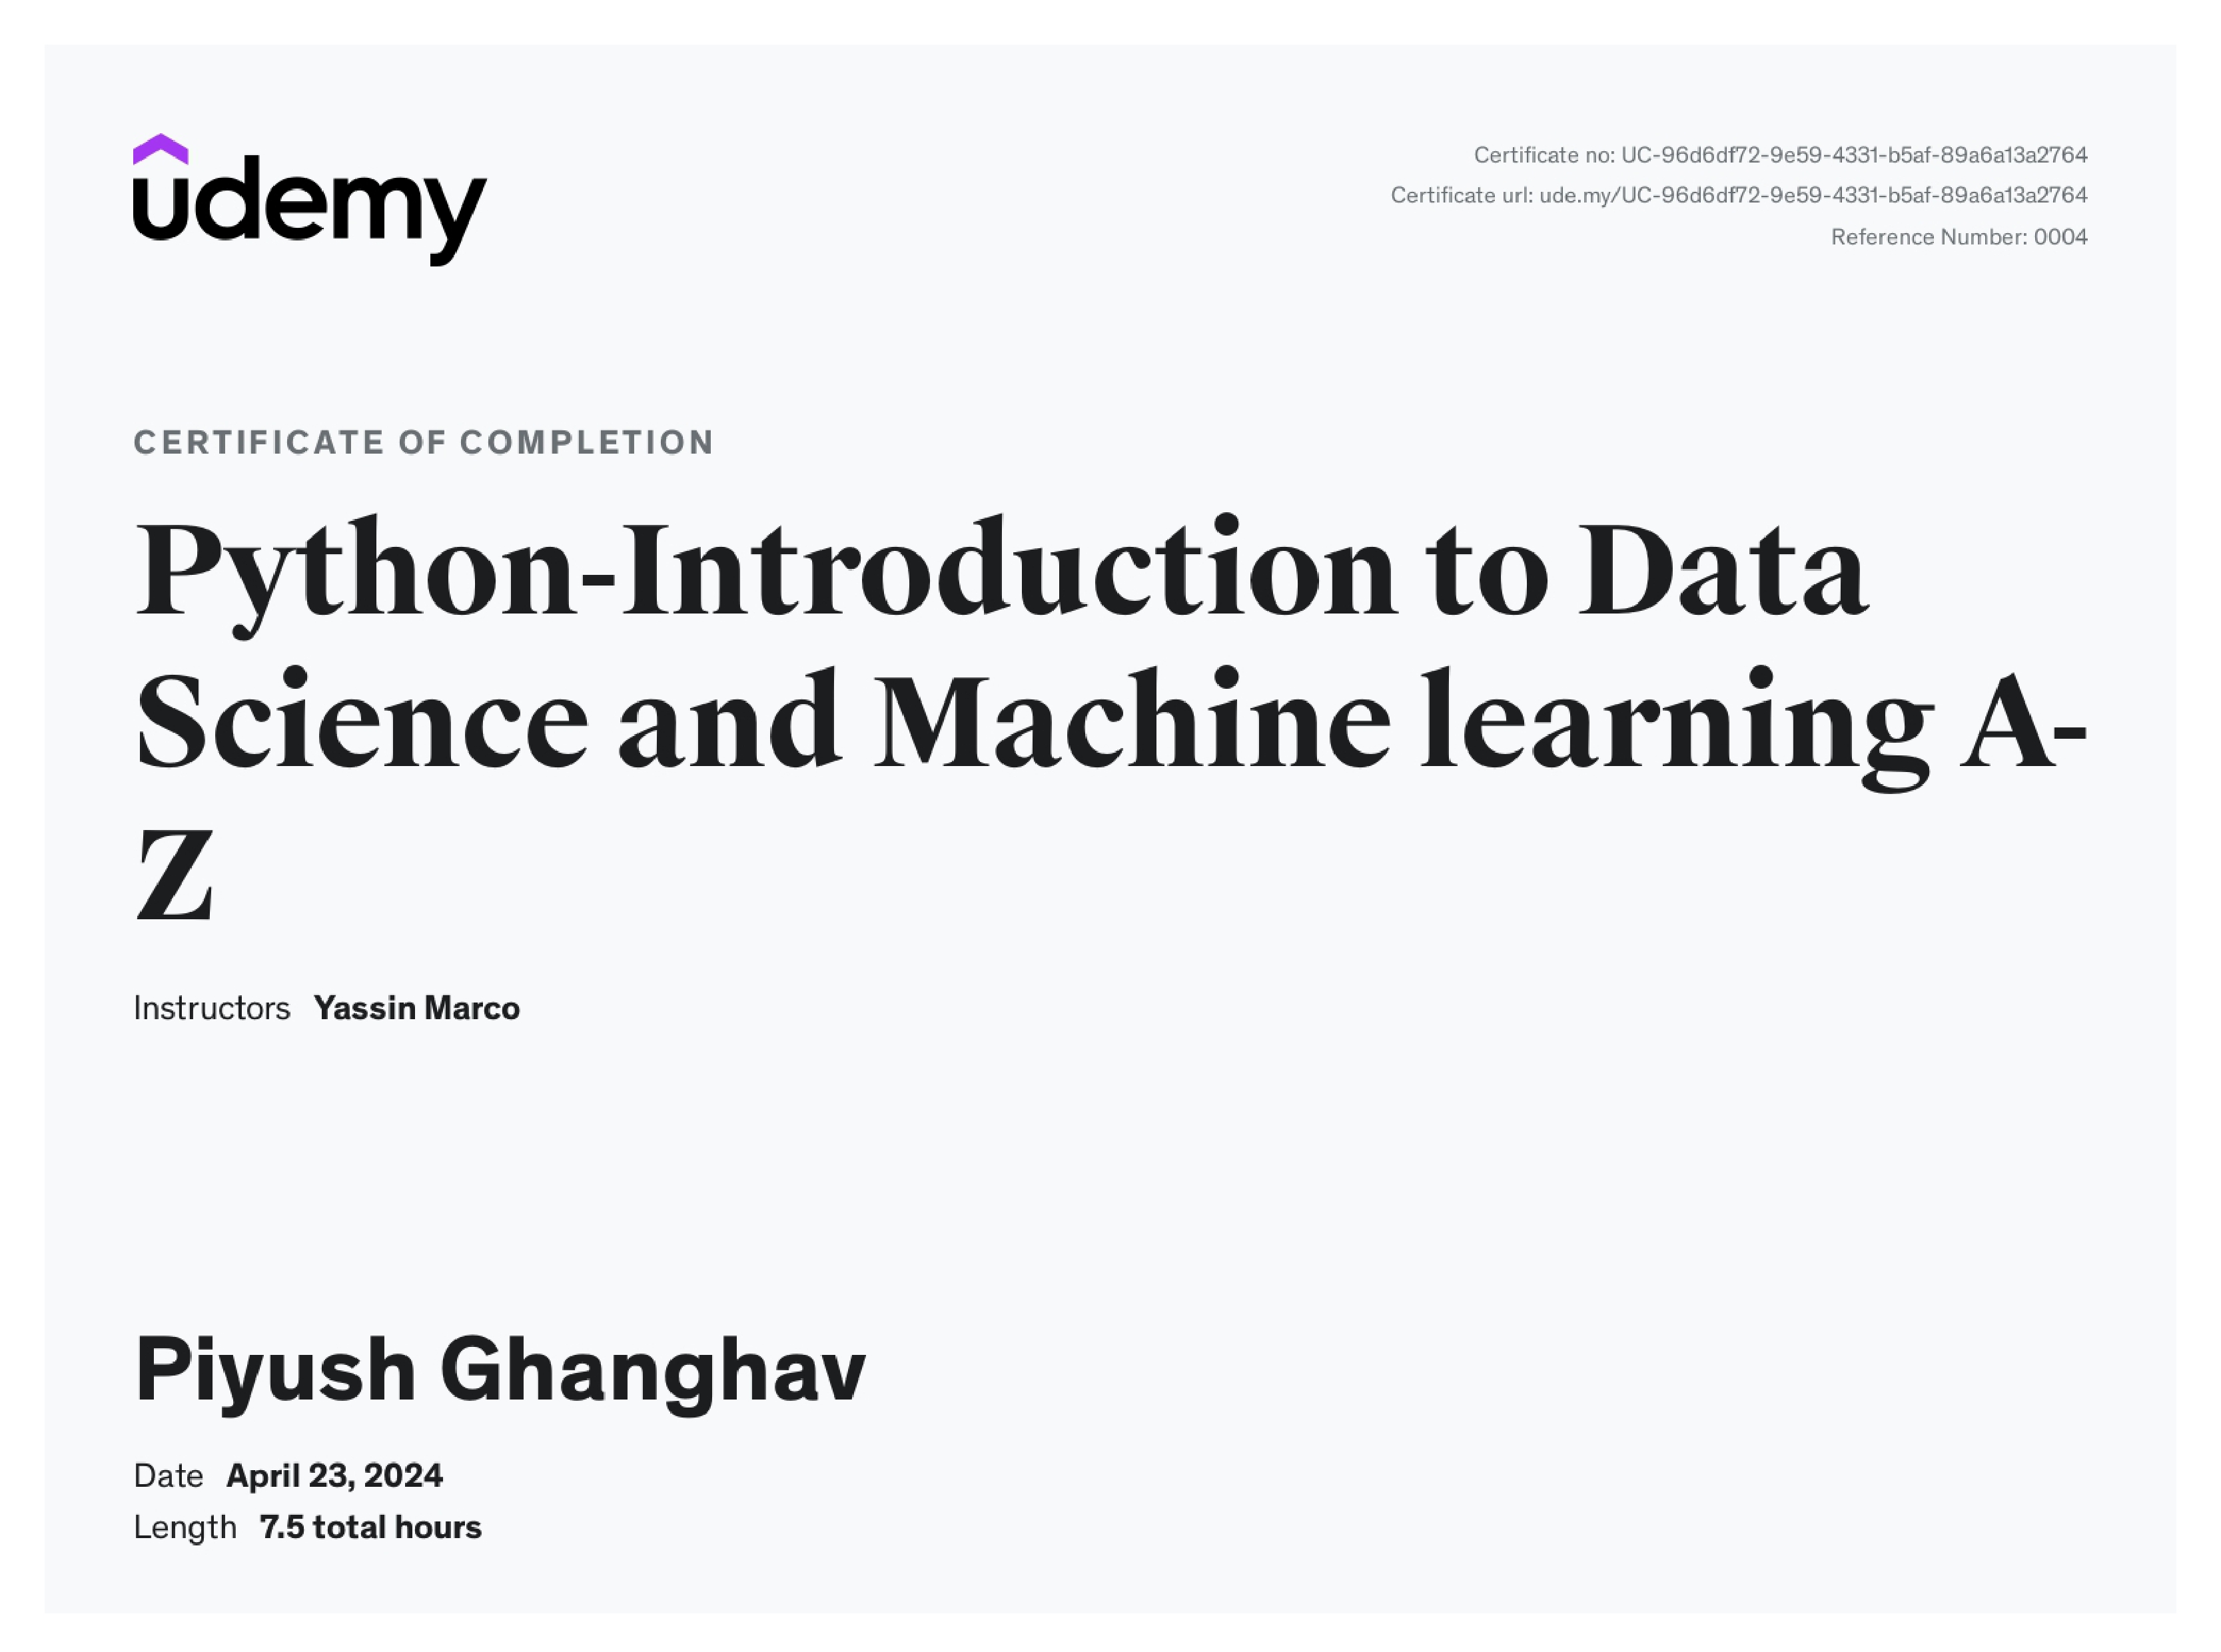 udemy
Certificate no: UC-96d6df72-9e59-4331-b5af-89a6a13a2764
Certificate url: ude.my/UC-96d6df72-9e59-4331-b5af-89a6a13a2764
Reference Number: 0004
CERTIFICATE OF COMPLETION
Python-Introduction to Data
Science and Machine learning A-
Z
Instructors Yassin Marco
Piyush Ghanghav
Date April 23, 2024
Length 7.5 total hours